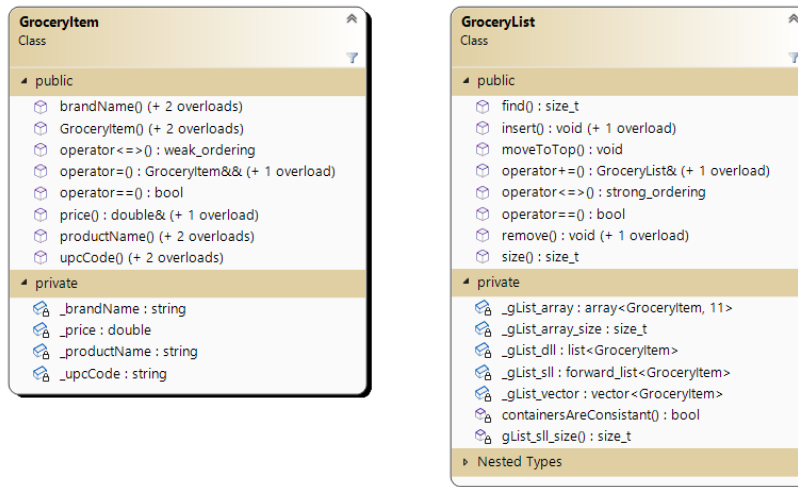 GroceryItem
Class
public
brandName() (+ 2 overloads)
GroceryItem() (+ 2 overloads)
operator<=>() : weak_ordering
operator=() : GroceryItem&& (+ 1 overload)
operator==() : bool
price() : double& (+ 1 overload)
productName() (+ 2 overloads)
upcCode() (+ 2 overloads)
private
_brandName : string
_price : double
_productName : string
_upcCode : string
GroceryList
Class
public
find() : size_t
insert() : void (+ 1 overload)
moveToTop() : void
operator+=() : GroceryList& (+ 1 overload)
operator<=>() : strong_ordering
operator==() : bool
remove() : void (+ 1 overload)
size() : size_t
private
_gList_array : array<GroceryItem, 11>
_gList_array_size : size_t
_gList_dll : list<GroceryItem>
_gList_sll : forward_list<GroceryItem>
_gList_vector : vector<GroceryItem>
containersAreConsistant() : bool
gList_sll_size() : size_t
Nested Types